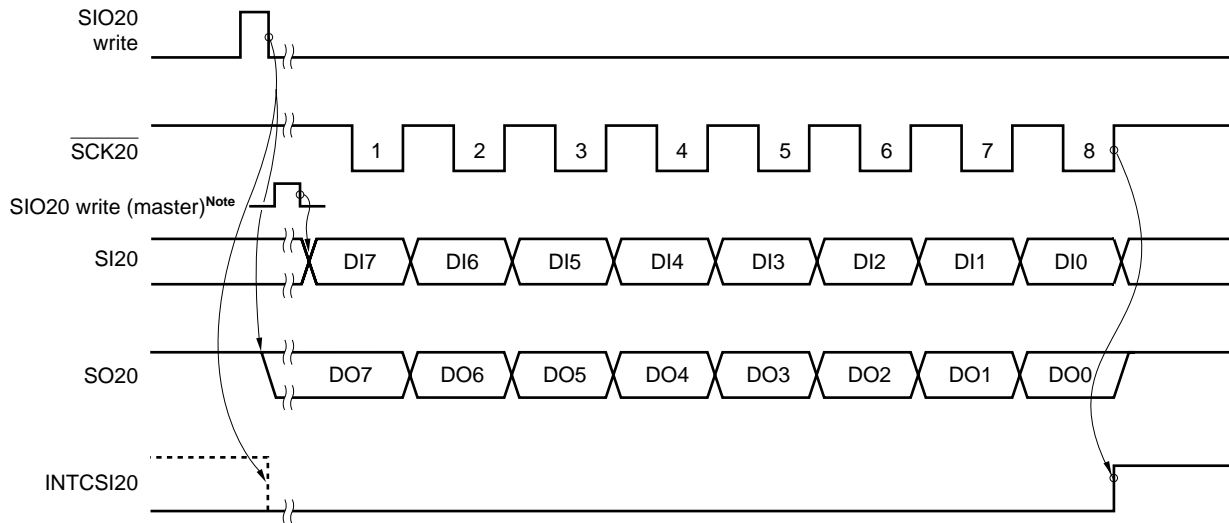 SIO20
write
SCK20
1 2 3 4 5 6 7 8
SIO20 write (master)Note
SI20
DI7 DI6 DI5 DI4 DI3 DI2 DI1 DI0
SO20
DO7 DO6 DO5 DO4 DO3 DO2 DO1 DO0
INTCSI20